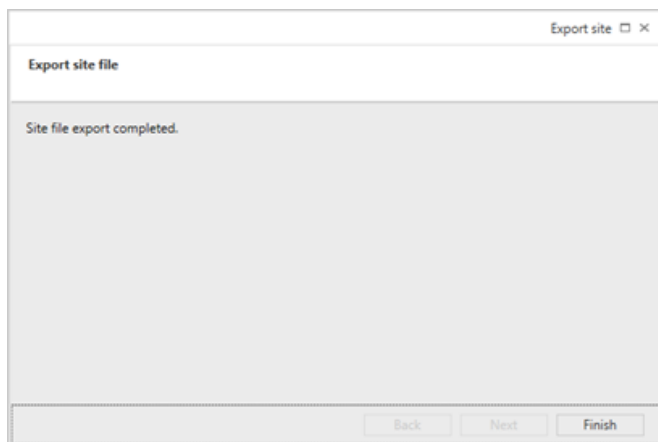 Export site
Export site file
Site file export completed.
Back Next Finish